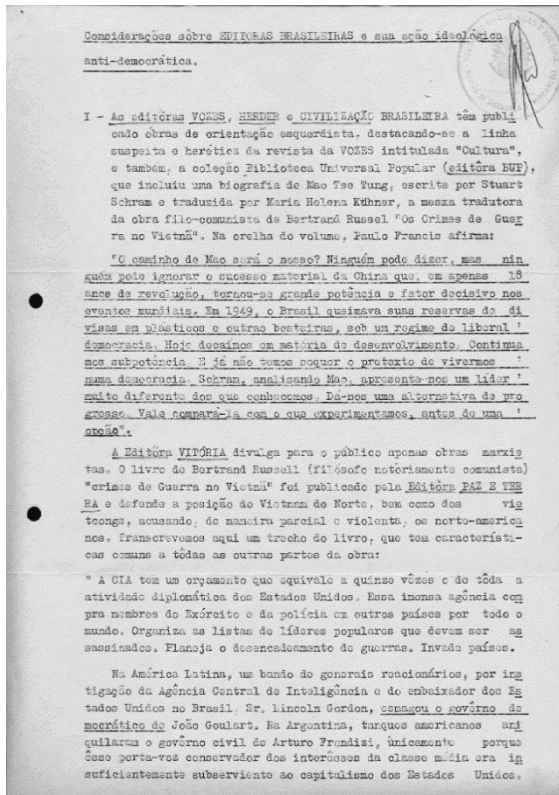 Considerações sôbre EDITORAS BRASILEIRAS e sua ação ideológica
anti-democrática.
I - As editôras VOZES, HERDER e CIVILIZAÇÃO BRASILEIRA têm publi
cado obras de orientação esquerdista, destacando-se a linha
suspeita e herética da revista da VOZES intitulada "Cultura",
e também, a coleção Biblioteca Universal Popular (editôra BUP),
que incluiu uma biografia de Mao Tse Tung, escrita por Stuart
Schram e traduzida por Maria Helena Kühner, a mesma tradutora
da obra filo-comunista de Bertrand Russel "Os Crimes de Guer
ra no Vietnã". Na orelha do volume, Paulo Francis afirma:
"O caminho de Mao será o nosso? Ninguém pode dizer, mas nin
guém pode ignorar o sucesso material da China que, em apenas 18
anos de revolução, tornou-se grande potência e fator decisivo nos
eventos mundiais. Em 1949, o Brasil queimava suas reservas de di
visas em plásticos e outras besteiras, sob um regime de liberal '
democracia. Hoje decaímos em matéria de desenvolvimento. Continua
mos subpotência. E já não temos sequer o pretexto de vivermos '
numa democracia. Schram, analisando Mao, apresenta-nos um líder '
muito diferente dos que conhecemos. Dá-nos uma alternativa de pro
gresso. Vale compará-la com o que experimentamos, antes de uma '
opção".
A Editôra VITÓRIA divulga para o público apenas obras marxis
tas. O livro de Bertrand Russell (filósofo notòriamente comunista)
"crimes de Guerra no Vietnã" foi publicado pela Editôra PAZ E TER
RA e defende a posição do Vietnam do Norte, bem como dos vie
tcongs, acusando, de maneira parcial e violenta, os norte-america
nos. Transcrevemos aqui um trecho do livro, que tem característi-
cas comuns a tôdas as outras partes da obra:
" A CIA tem um orçamento que equivale a quinze vêzes o de tôda a
atividade diplomática dos Estados Unidos. Essa imensa agência com
pra membros do Exército e da polícia em outros países por todo o
mundo. Organiza as listas de líderes populares que devem ser as
sassinados. Planeja o desencadeamento de guerras. Invade países.
Na América Latina, um bando de generais reacionários, por ins
tigação da Agência Central de Inteligência e do embaixador dos Es
tados Unidos no Brasil, Sr. Lincoln Gordon, esmagou o govêrno de
mocrático de João Goulart. Na Argentina, tanques americanos ani
quilaram o govêrno civil de Arturo Frondizi, ùnicamente porque
êsse porta-voz conservador dos interêsses da classe média era in
suficientemente subserviente ao capitalismo dos Estados Unidos.